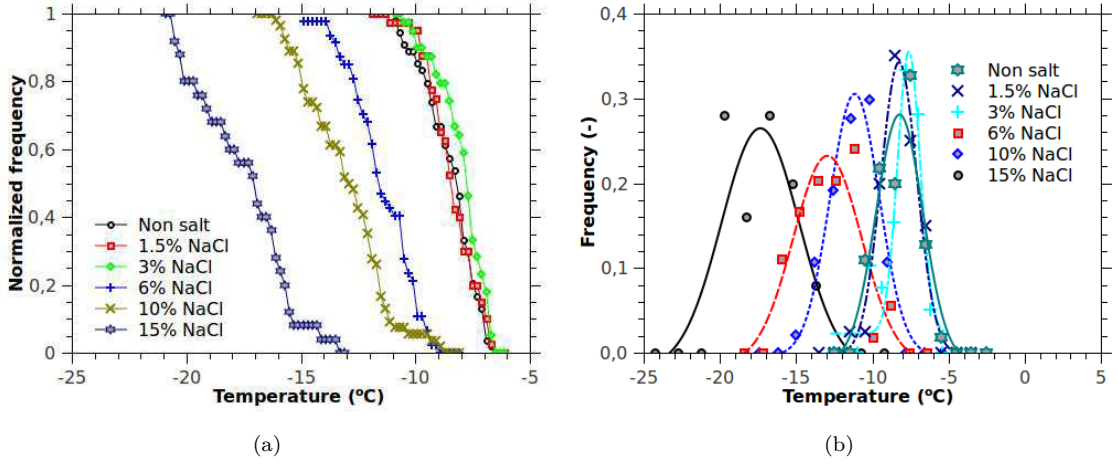 1
0,8
0,6
0,4
0,2
0
Normalized frequency
Non salt
1.5% NaCl
3% NaCl
6% NaCl
10% NaCl
15% NaCl
-25 -20 -15 -10 -5
Temperature (ºC)
(a)
0,4
0,3
0,2
0,1
0,0
Frequency (-)
Non salt
1.5% NaCl
3% NaCl
6% NaCl
10% NaCl
15% NaCl
-25 -20 -15 -10 -5 0 5
Temperature (ºC)
(b)